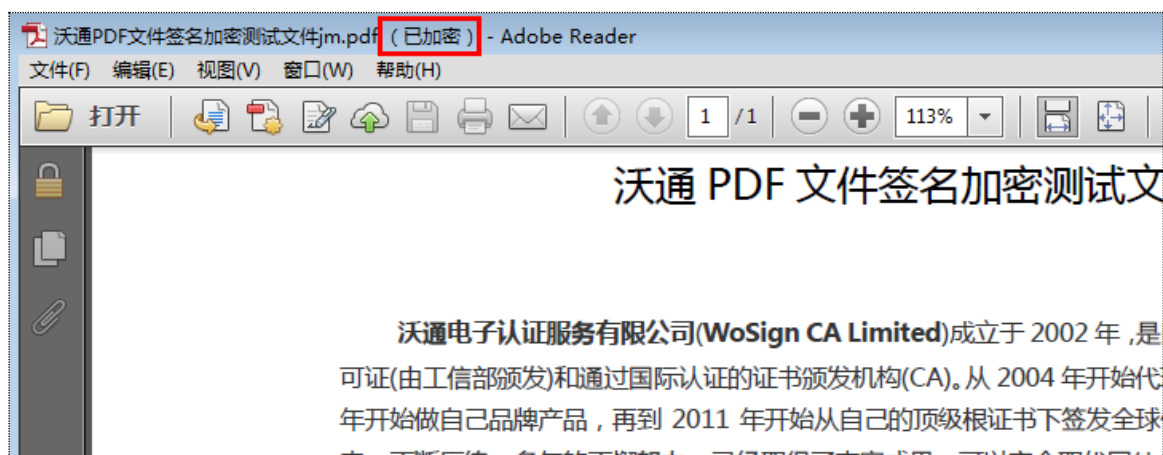 沃通PDF文件签名加密测试文件jm.pdf (已加密) - Adobe Reader
文件(F) 编辑(E) 视图(V) 窗口(W) 帮助(H)
打开 1 /1 113%
沃通 PDF 文件签名加密测试文
沃通电子认证服务有限公司(WoSign CA Limited)成立于 2002 年,是
可证(由工信部颁发)和通过国际认证的证书颁发机构(CA)。从 2004 年开始代
年开始做自己品牌产品,再到 2011 年开始从自己的顶级根证书下签发全球